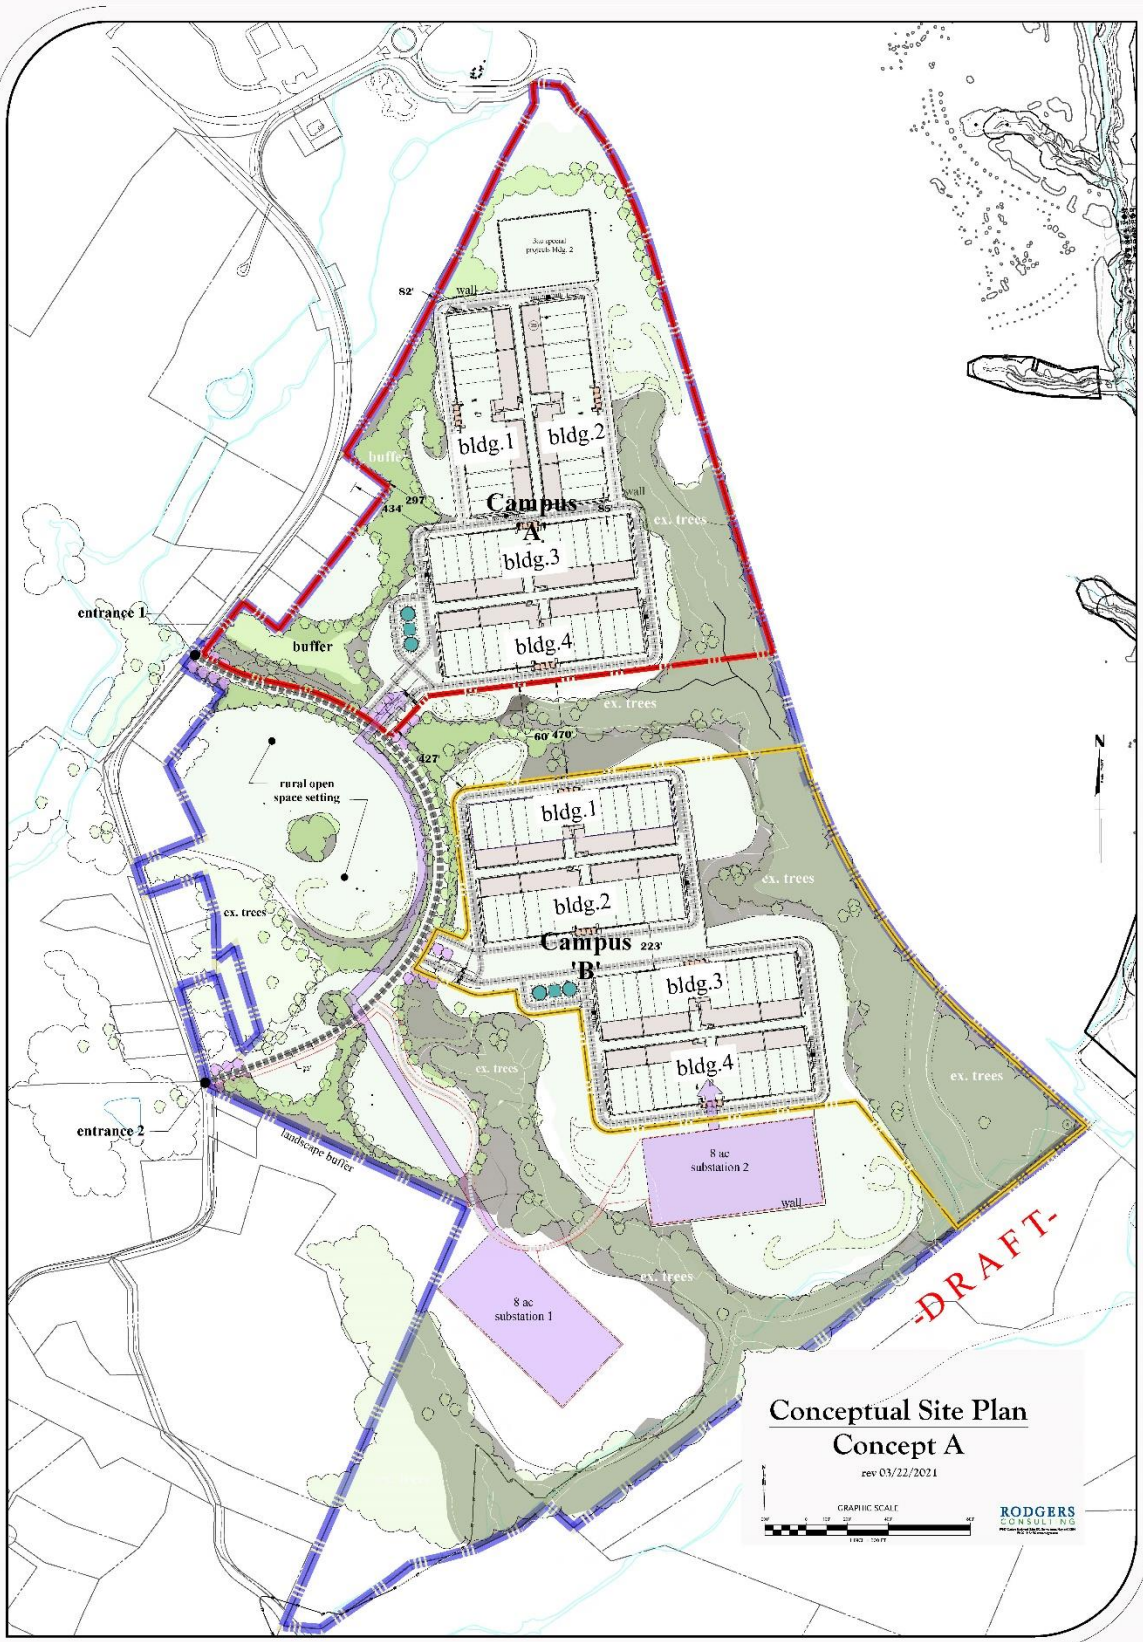 projects bldg. 2
82'
wall
bldg.1
bldg.2
buffe
297'
434'
wall
Campus
'A'
85'
ex. trees
bldg.3
entrance 1
buffer
bldg.4
ex. trees
60' 470'
427'
rural open
space setting
bldg.1
ex. trees
bldg.2
ex. trees
Campus
'B'
223'
bldg.3
ex. trees
bldg.4
ex. trees
entrance 2
landscape buffer
8 ac
substation 2
wall
ex. trees
8 ac
substation 1
N
-DRAFT-
Conceptual Site Plan
Concept A
rev 03/22/2021
GRAPHIC SCALE
RODGERS
CONSULTING